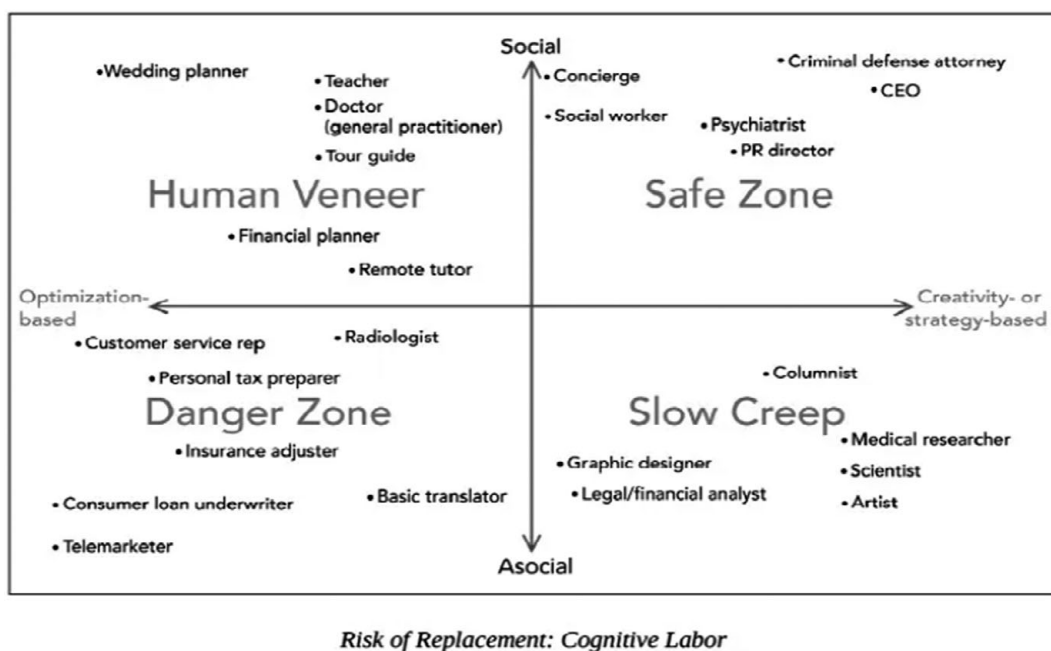 Social
•Wedding planner
•Teacher
•Doctor
(general practitioner)
•Tour guide
Human Veneer
•Financial planner
•Remote tutor
•Concierge
•Social worker
•Criminal defense attorney
•CEO
•Psychiatrist
•PR director
Safe Zone
Optimization-
based
Creativity- or
strategy-based
•Customer service rep
•Radiologist
•Personal tax preparer
Danger Zone
•Insurance adjuster
•Consumer loan underwriter
•Basic translator
•Telemarketer
•Columnist
Slow Creep
•Medical researcher
•Graphic designer
•Scientist
•Legal/financial analyst
•Artist
Asocial
Risk of Replacement: Cognitive Labor